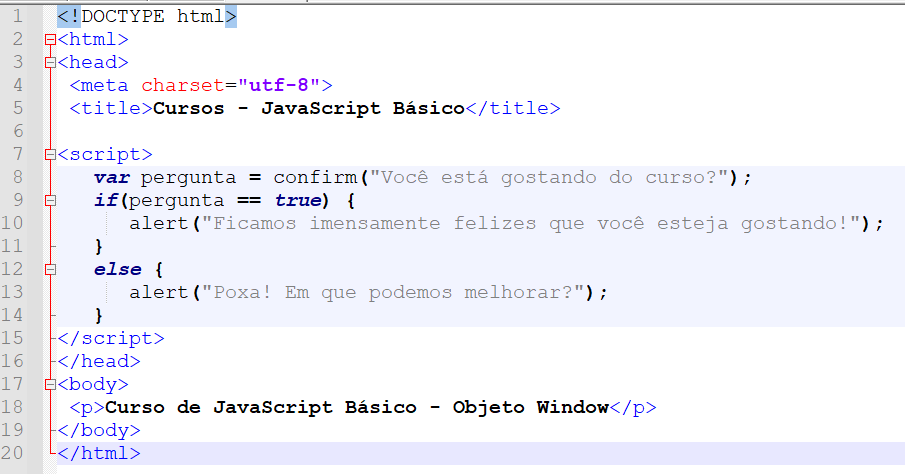 1 <!DOCTYPE html>
2 <html>
3 <head>
4 <meta charset="utf-8">
5 <title>Cursos - JavaScript Básico</title>
6
7 <script>
8 var pergunta = confirm("Você está gostando do curso?");
9 if(pergunta == true) {
10 alert("Ficamos imensamente felizes que você esteja gostando!");
11 }
12 else {
13 alert("Poxa! Em que podemos melhorar?");
14 }
15 </script>
16 </head>
17 <body>
18 <p>Curso de JavaScript Básico - Objeto Window</p>
19 </body>
20 </html>